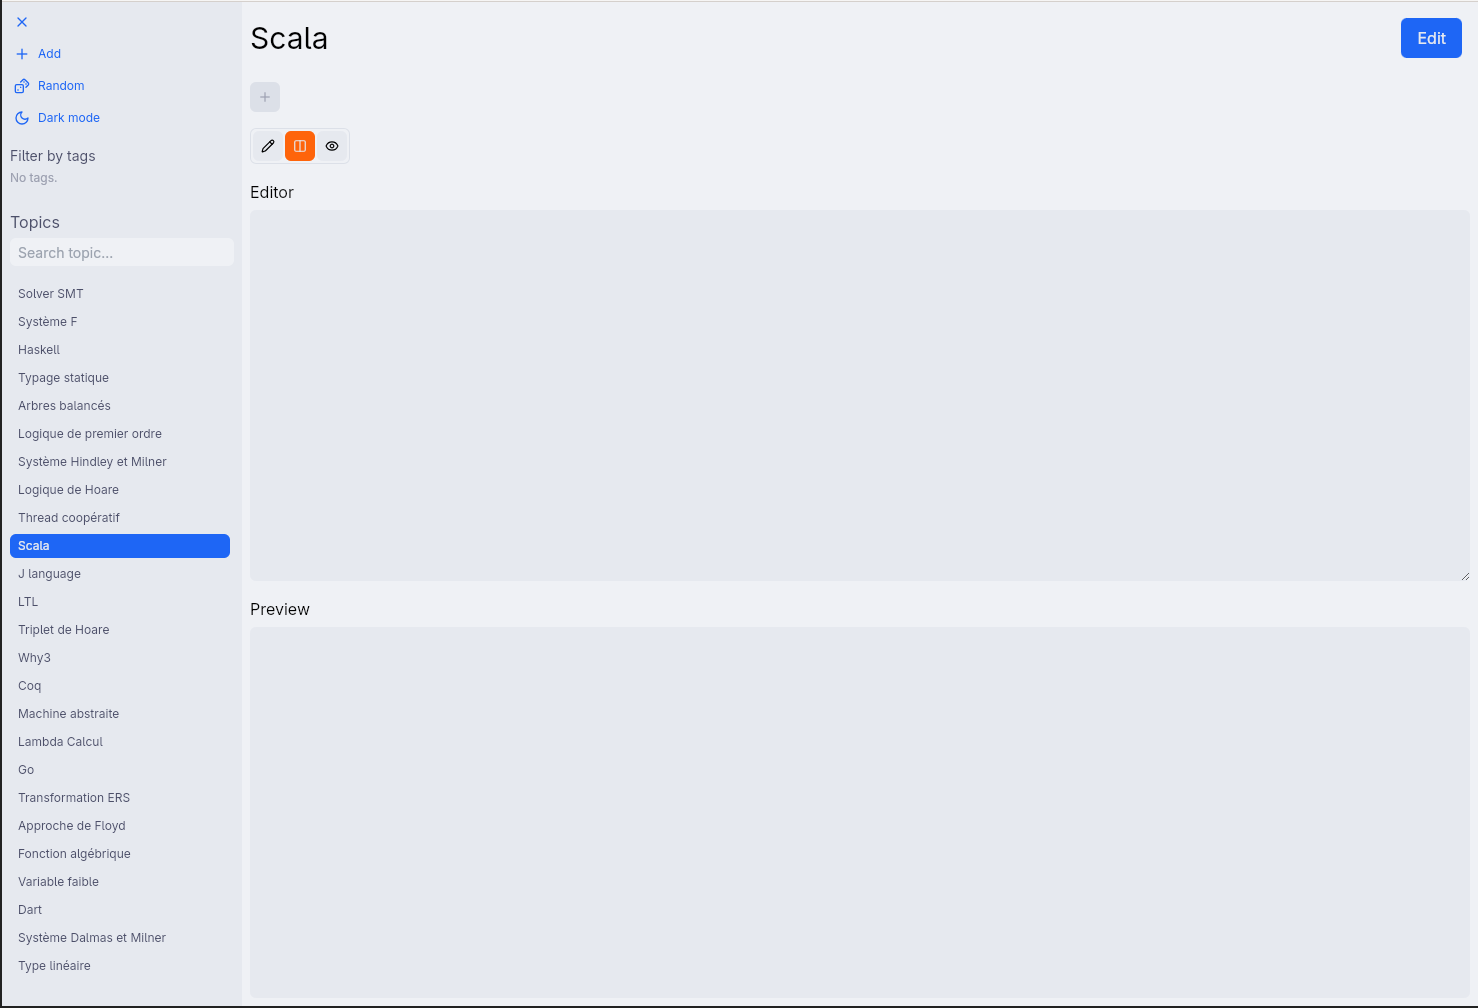 Add
Random
Dark mode
Filter by tags
No tags.
Topics
Search topic...
Solver SMT
Système F
Haskell
Typage statique
Arbres balancés
Logique de premier ordre
Système Hindley et Milner
Logique de Hoare
Thread coopératif
Scala
J language
LTL
Triplet de Hoare
Why3
Coq
Machine abstraite
Lambda Calcul
Go
Transformation ERS
Approche de Floyd
Fonction algébrique
Variable faible
Dart
Système Dalmas et Milner
Type linéaire
Scala
Edit
Editor
Preview